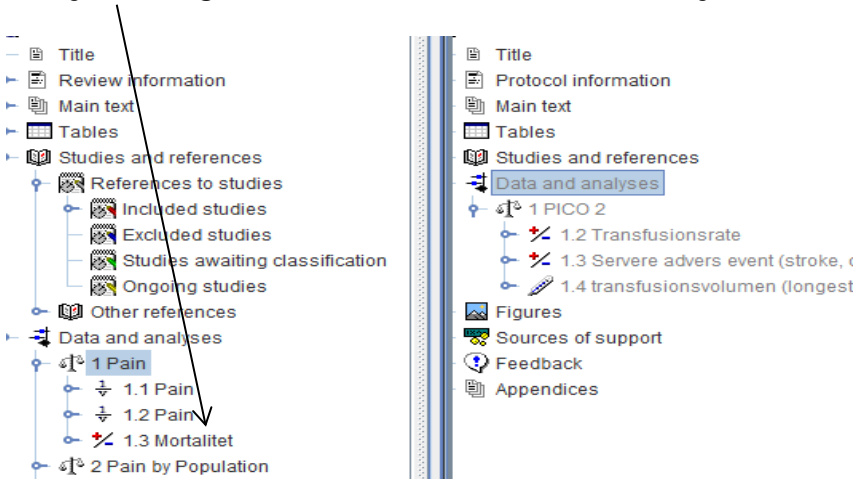 Title
Review information
Main text
Tables
Studies and references
References to studies
Included studies
Excluded studies
Studies awaiting classification
Ongoing studies
Other references
Data and analyses
1 Pain
1.1 Pain
1.2 Pain
1.3 Mortalitet
2 Pain by Population
Title
Protocol information
Main text
Tables
Studies and references
Data and analyses
1 PICO 2
1.2 Transfusionsrate
1.3 Servere advers event (stroke,
1.4 transfusionsvolumen (longest
Figures
Sources of support
Feedback
Appendices